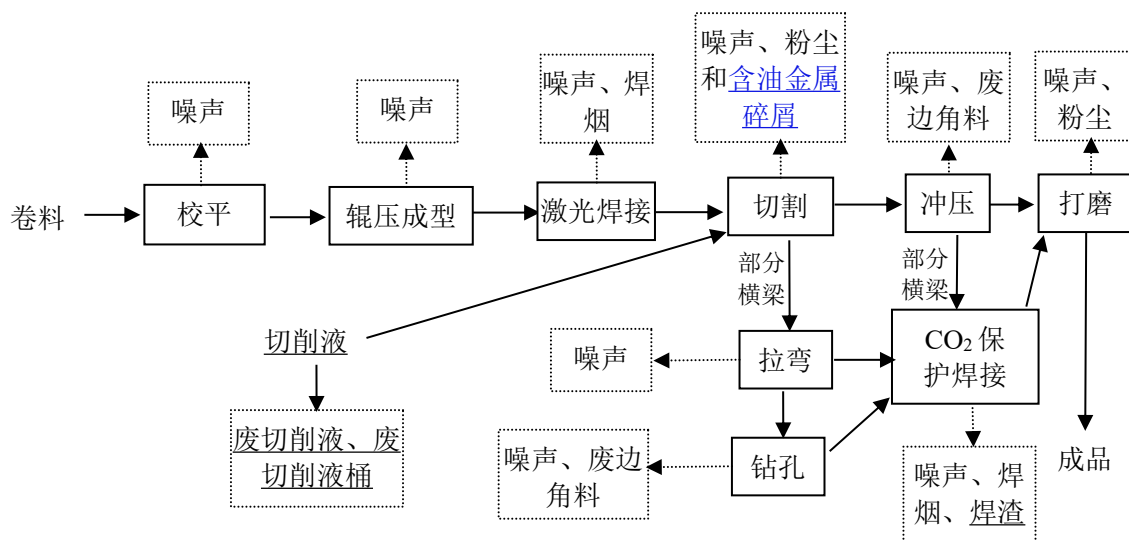 噪声、粉尘
和含油金属
碎屑
噪声、焊
烟
噪声、废
边角料
噪声、
粉尘
噪声
噪声
卷料
校平
辊压成型
激光焊接
切割
冲压
打磨
部分
横梁
部分
横梁
切削液
噪声
拉弯
CO₂保
护焊接
废切削液、废
切削液桶
噪声、废边
角料
钻孔
噪声、焊
烟、焊渣
成品